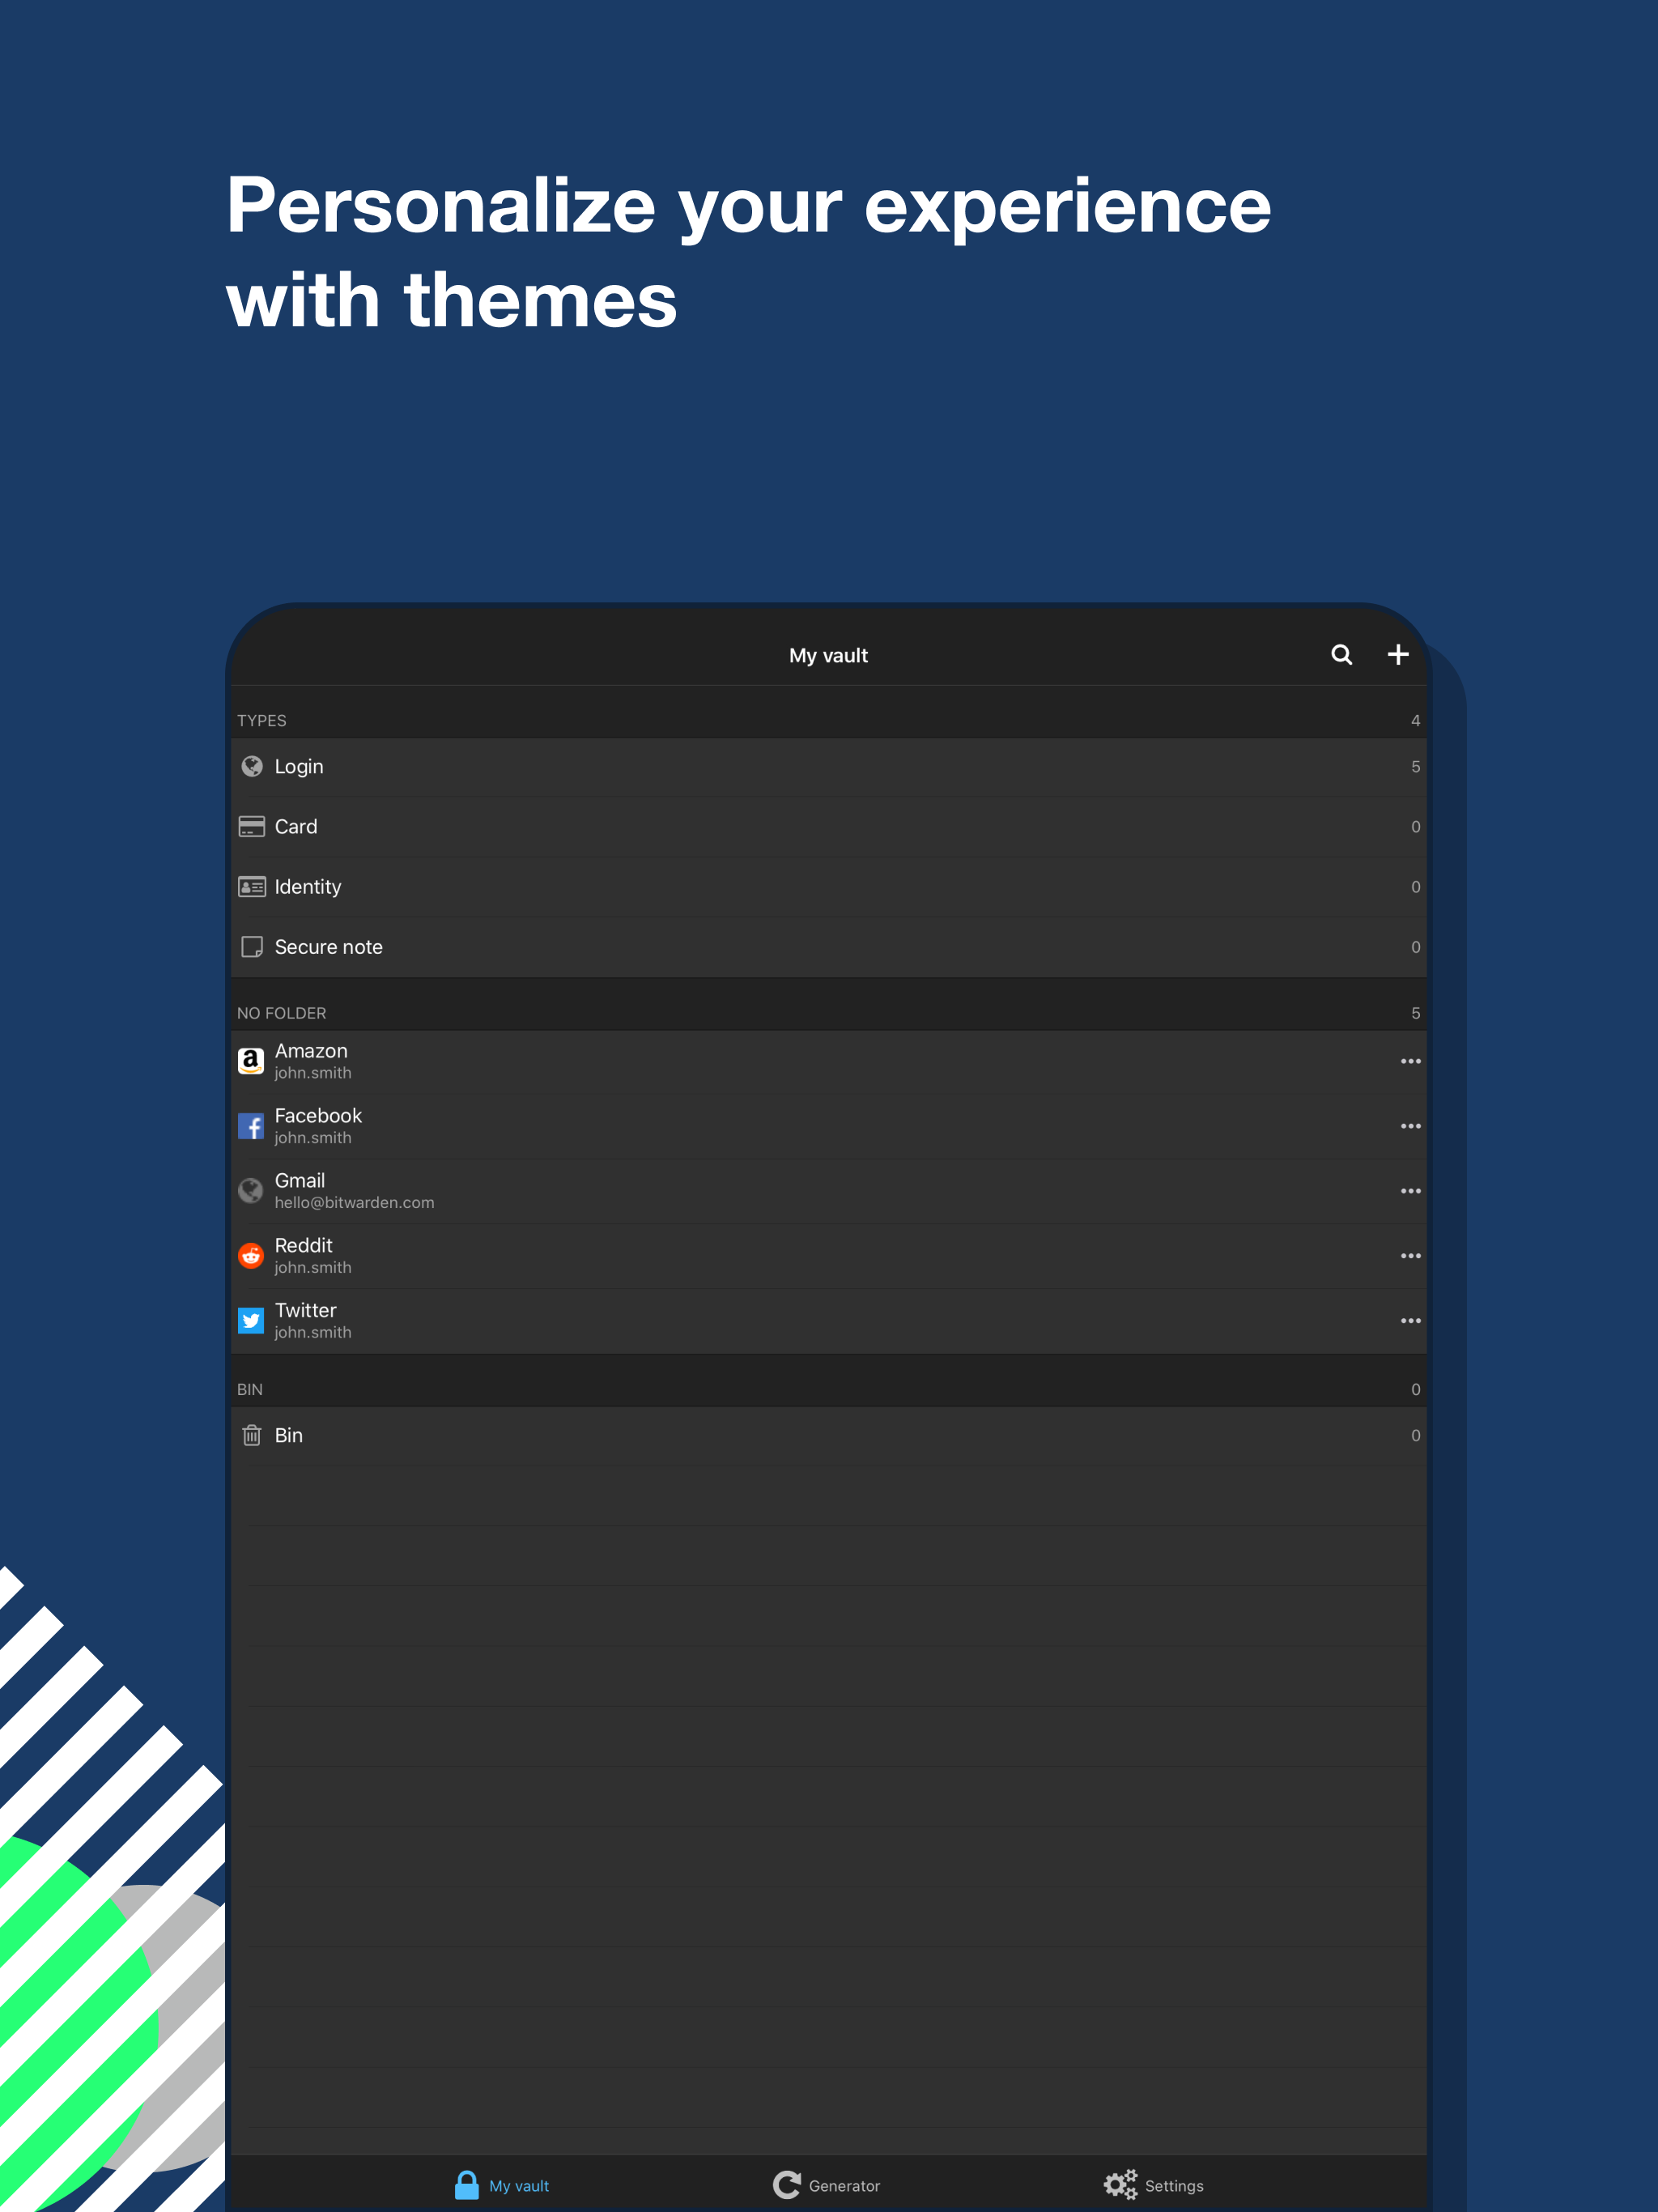 Personalize your experience
with themes
My vault
TYPES 4
Login 5
Card 0
Identity 0
Secure note 0
NO FOLDER 5
Amazon
john.smith
Facebook
john.smith
Gmail
hello@bitwarden.com
Reddit
john.smith
Twitter
john.smith
BIN 0
Bin 0
My vault Generator Settings